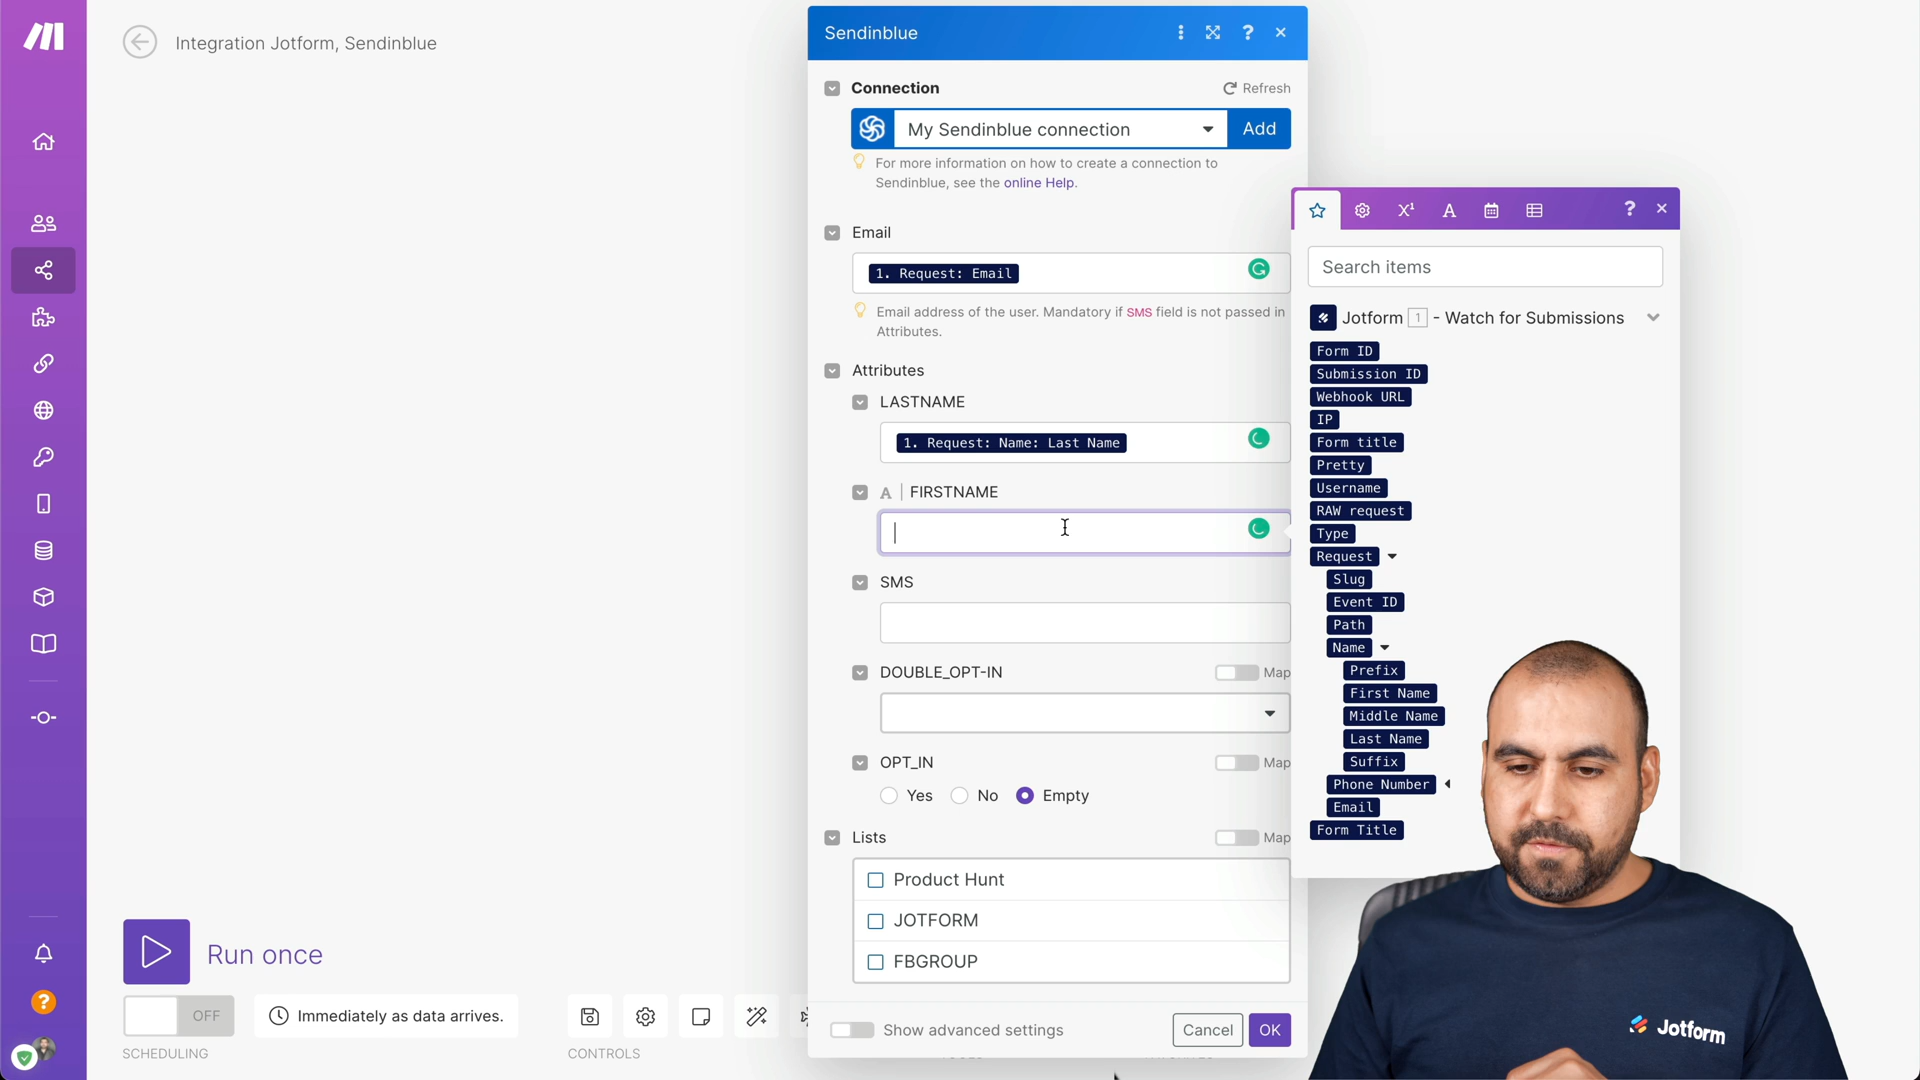 Integration Jotform, Sendinblue
Sendinblue
?
Connection
Refresh
My Sendinblue connection
Add
For more information on how to create a connection to
Sendinblue, see the online Help.
Email
1. Request: Email
Email address of the user. Mandatory if SMS field is not passed in
Attributes.
Attributes
LASTNAME
1. Request: Name: Last Name
A | FIRSTNAME
SMS
DOUBLE_OPT-IN
Map
OPT_IN
Map
Yes
No
Empty
Lists
Map
Product Hunt
JOTFORM
FBGROUP
Show advanced settings
Cancel
OK
X¹
A
?
Search items
Jotform 1 - Watch for Submissions
Form ID
Submission ID
Webhook URL
IP
Form title
Pretty
Username
RAW request
Type
Request
Slug
Event ID
Path
Name
Prefix
First Name
Middle Name
Last Name
Suffix
Phone Number
Email
Form Title
Run once
OFF
Immediately as data arrives.
SCHEDULING
CONTROLS
?
Jotform